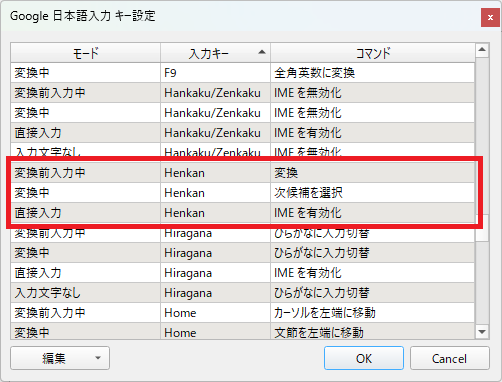 Google 日本語入力 キー設定
モード 入力キー コマンド
変換中 F9 全角英数に変換
変換前入力中 Hankaku/Zenkaku IME を無効化
変換中 Hankaku/Zenkaku IME を無効化
直接入力 Hankaku/Zenkaku IME を有効化
入力文字なし Hankaku/Zenkaku IME を無効化
変換前入力中 Henkan 変換
変換中 Henkan 次候補を選択
直接入力 Henkan IME を有効化
変換前入力中 Hiragana ひらがなに入力切替
変換中 Hiragana ひらがなに入力切替
直接入力 Hiragana IME を有効化
入力文字なし Hiragana ひらがなに入力切替
変換前入力中 Home カーソルを左端に移動
変換中 Home 文節を左端に移動
編集 OK Cancel